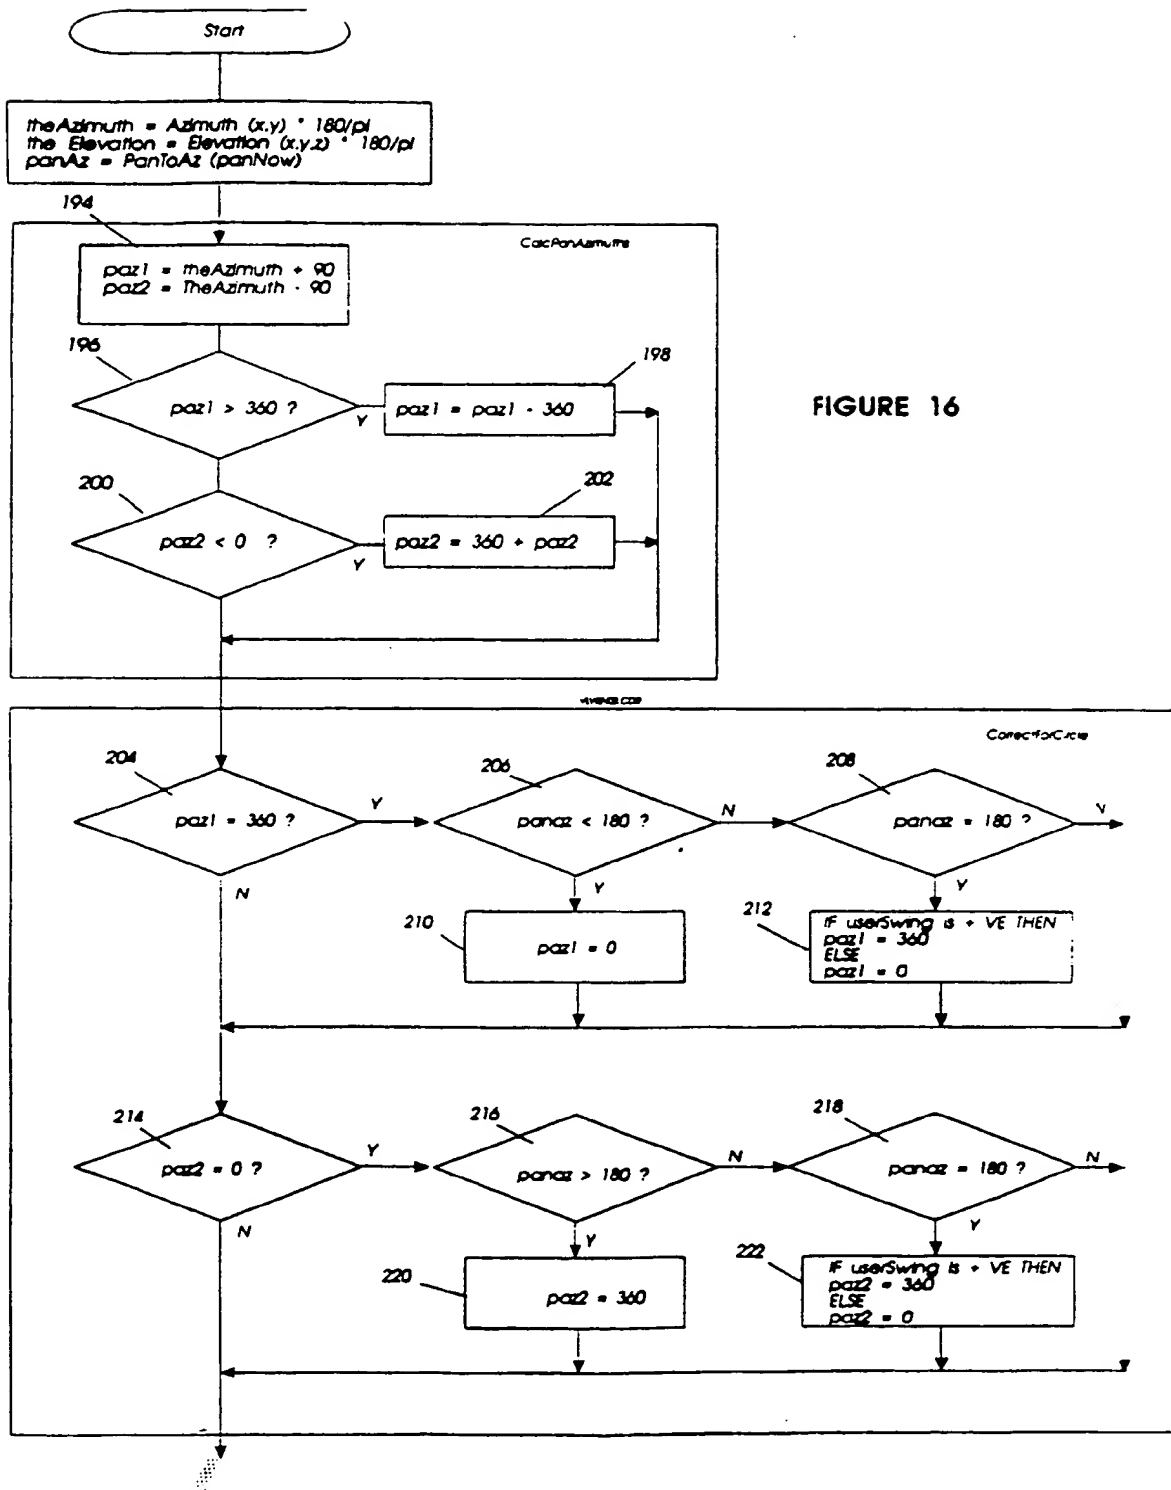 Start
theAzimuth = Azimuth (x,y) * 180/pi
the Elevation = Elevation (x,y,z) * 180/pi
panAz = PanToAz (panNow)
194
CalcPanAzimuths
paz1 = theAzimuth + 90
paz2 = TheAzimuth - 90
196
198
paz1 > 360 ?
Y
paz1 = paz1 - 360
FIGURE 16
200
202
paz2 < 0 ?
Y
paz2 = 360 + paz2
CorrectForCircle
204
206
208
paz1 = 360 ?
Y
panaz < 180 ?
N
panaz = 180 ?
N
Y
Y
210
paz1 = 0
212
IF userSwing is + VE THEN
paz1 = 360
ELSE
paz1 = 0
214
216
218
paz2 = 0 ?
Y
panaz > 180 ?
N
panaz = 180 ?
N
N
Y
Y
220
paz2 = 360
222
IF userSwing is + VE THEN
paz2 = 360
ELSE
paz2 = 0